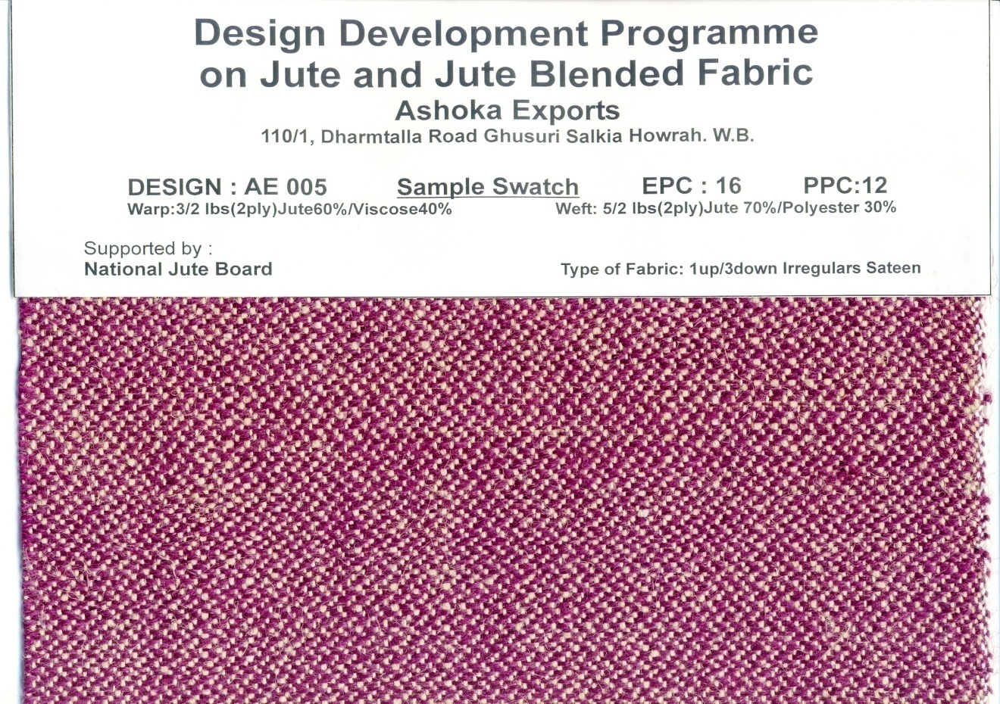 Design Development Programme
on Jute and Jute Blended Fabric
Ashoka Exports
110/1, Dharmtalla Road Ghusuri Salkia Howrah. W.B.
DESIGN : AE 005 Sample Swatch EPC : 16 PPC:12
Warp:3/2 lbs(2ply)Jute60%/Viscose40% Weft: 5/2 lbs(2ply)Jute 70%/Polyester 30%
Supported by :
National Jute Board Type of Fabric: 1up/3down Irregulars Sateen